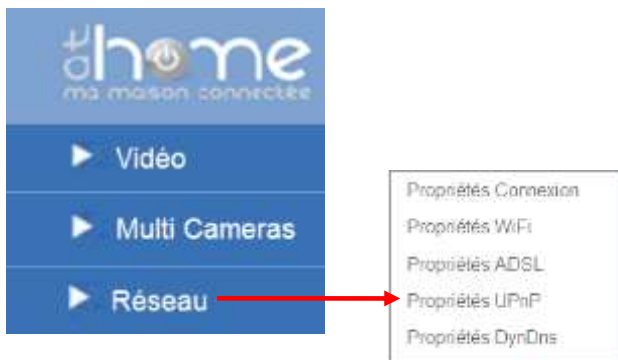 home
ma maison connectée
Vidéo
Multi Cameras
Réseau
Propriétés Connexion
Propriétés WiFi
Propriétés ADSL
Propriétés UPnP
Propriétés DynDns